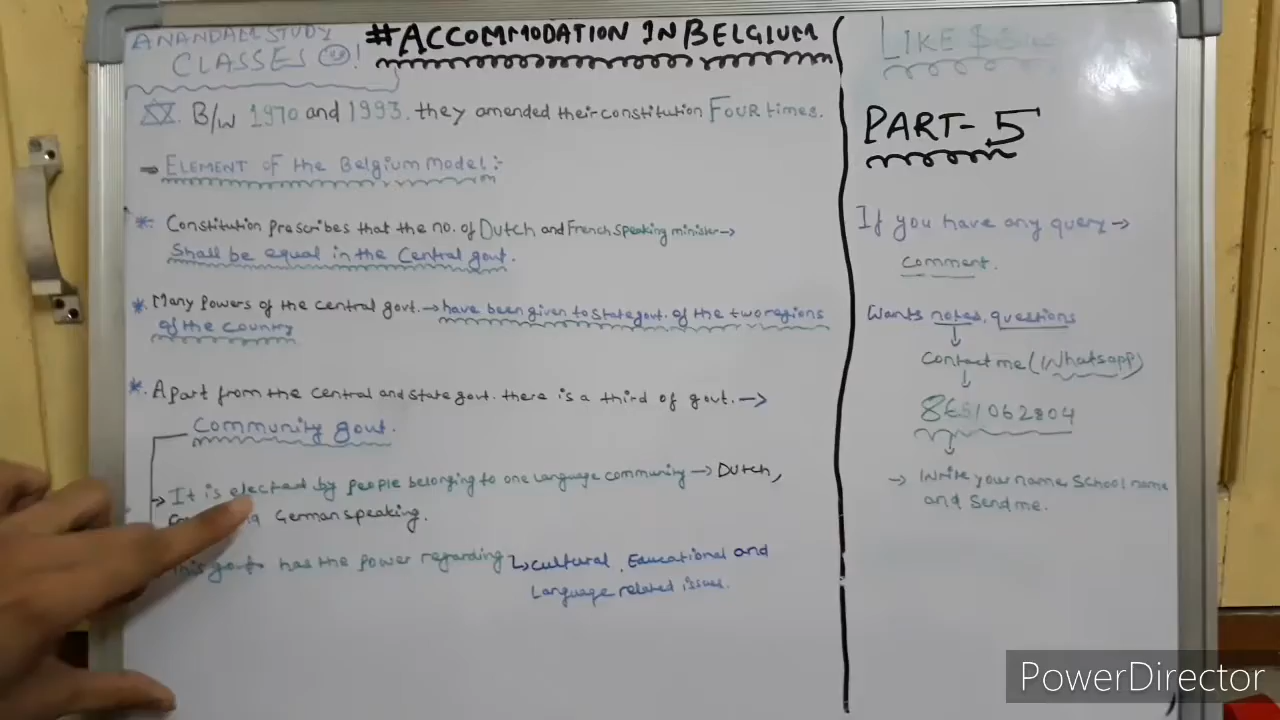 ANANDALL STUDY
CLASSES !
#ACCOMMODATION IN BELGIUM
B/W 1970 and 1993. they amended their constitution FOUR times.
ELEMENT OF the Belgium Model:-
*. Constitution Prescribes that the no. of Dutch and French speaking minister→
Shall be equal in the Central govt.
*. Many Powers of the central govt.→have been given to state govt. of the two regions
of the country
*. Apart from the central and state govt. there is a third of govt. →
Community govt.
→ It is elected by people belonging to one language community → Dutch,
German speaking.
has the power regarding ↳ cultural, Educational and
Language related issues.
LIKE
PART-5
If you have any query→
comment.
Wants notes, questions
↓
Contact me (Whatsapp)
↓
↓
→ Write your name, School name
and Send me.
PowerDirector